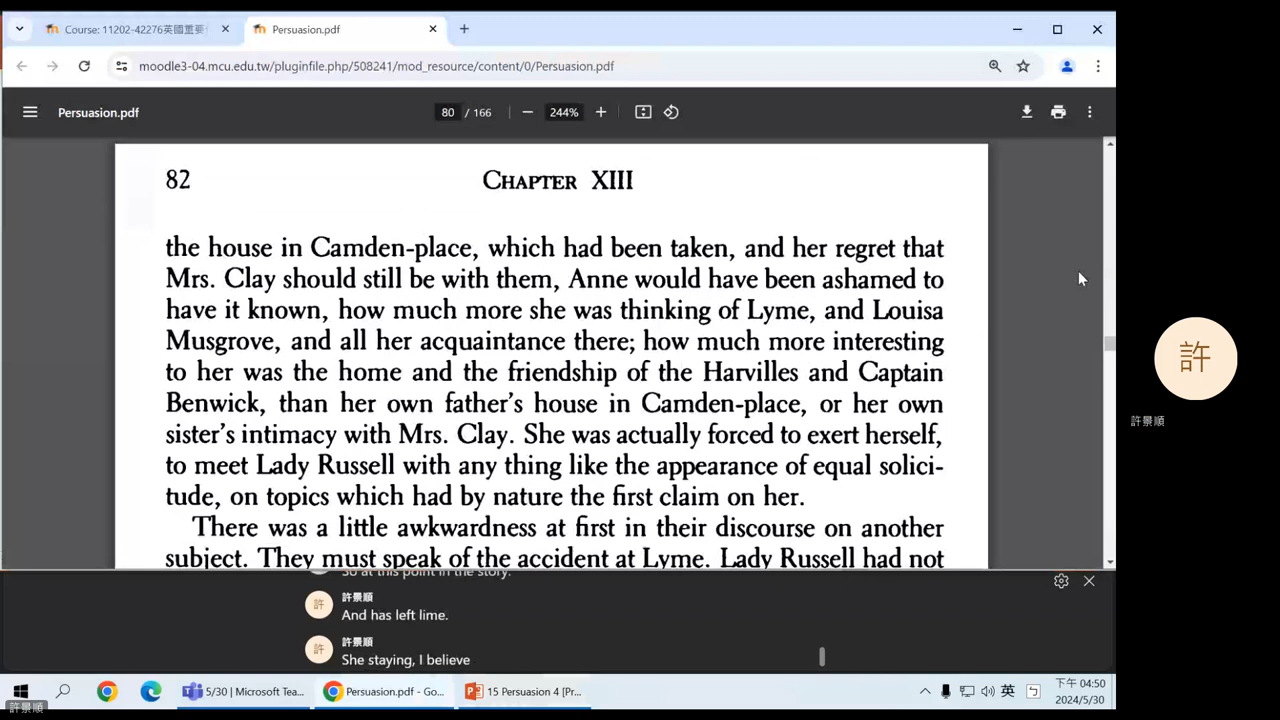 Course: 11202-42276英國重要
Persuasion.pdf
moodle3-04.mcu.edu.tw/pluginfile.php/508241/mod_resource/content/0/Persuasion.pdf
Persuasion.pdf
80 / 166
244%
82
CHAPTER XIII
the house in Camden-place, which had been taken, and her regret that
Mrs. Clay should still be with them, Anne would have been ashamed to
have it known, how much more she was thinking of Lyme, and Louisa
Musgrove, and all her acquaintance there; how much more interesting
to her was the home and the friendship of the Harvilles and Captain
Benwick, than her own father's house in Camden-place, or her own
sister's intimacy with Mrs. Clay. She was actually forced to exert herself,
to meet Lady Russell with any thing like the appearance of equal solici-
tude, on topics which had by nature the first claim on her.
There was a little awkwardness at first in their discourse on another
subject. They must speak of the accident at Lyme. Lady Russell had not
So at this point in the story.
許 許景順
And has left lime.
許 許景順
She staying, I believe
許
許景順
5/30 | Microsoft Tea...
Persuasion.pdf - Go...
15 Persuasion 4 [Pr...
英
下午 04:50
2024/5/30
許景順